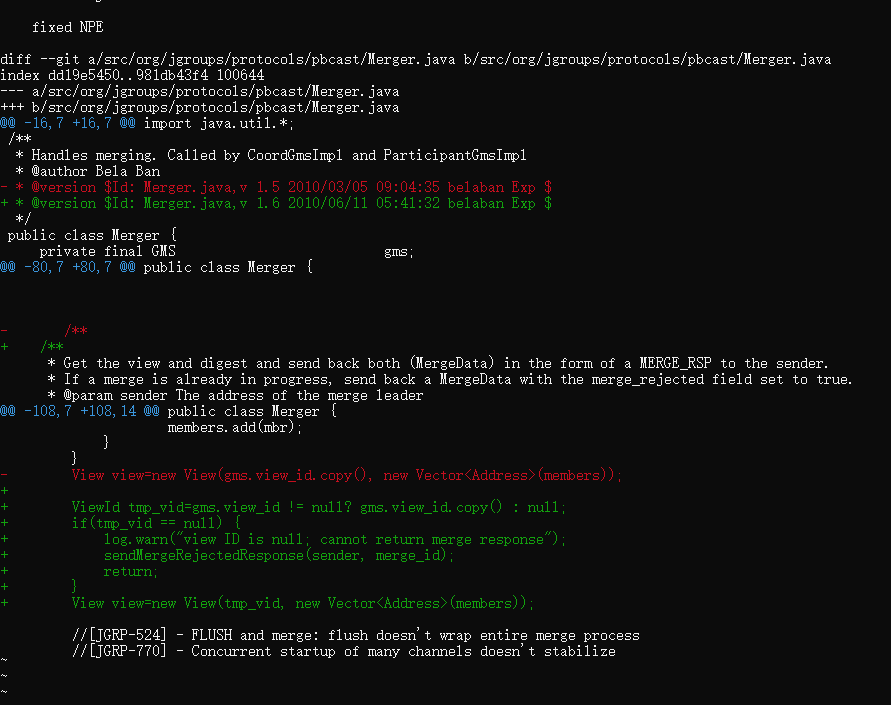 fixed NPE
diff --git a/src/org/jgroups/protocols/pbcast/Merger.java b/src/org/jgroups/protocols/pbcast/Merger.java
index dd19e5450..981db43f4 100644
--- a/src/org/jgroups/protocols/pbcast/Merger.java
+++ b/src/org/jgroups/protocols/pbcast/Merger.java
@@ -16,7 +16,7 @@ import java.util.*;
 /**
  * Handles merging. Called by CoordGmsImpl and ParticipantGmsImpl
  * @author Bela Ban
- * @version $Id: Merger.java,v 1.5 2010/03/05 09:04:35 belaban Exp $
+ * @version $Id: Merger.java,v 1.6 2010/06/11 05:41:32 belaban Exp $
  */
 public class Merger {
     private final GMS                          gms;
@@ -80,7 +80,7 @@ public class Merger {
-       /**
+    /**
      * Get the view and digest and send back both (MergeData) in the form of a MERGE_RSP to the sender.
      * If a merge is already in progress, send back a MergeData with the merge_rejected field set to true.
      * @param sender The address of the merge leader
@@ -108,7 +108,14 @@ public class Merger {
                     members.add(mbr);
             }
         }
-        View view=new View(gms.view_id.copy(), new Vector<Address>(members));
+
+        ViewId tmp_vid=gms.view_id != null? gms.view_id.copy() : null;
+        if(tmp_vid == null) {
+            log.warn("view ID is null; cannot return merge response");
+            sendMergeRejectedResponse(sender, merge_id);
+            return;
+        }
+        View view=new View(tmp_vid, new Vector<Address>(members));
         //[JGRP-524] - FLUSH and merge: flush doesn't wrap entire merge process
         //[JGRP-770] - Concurrent startup of many channels doesn't stabilize
~
~
~